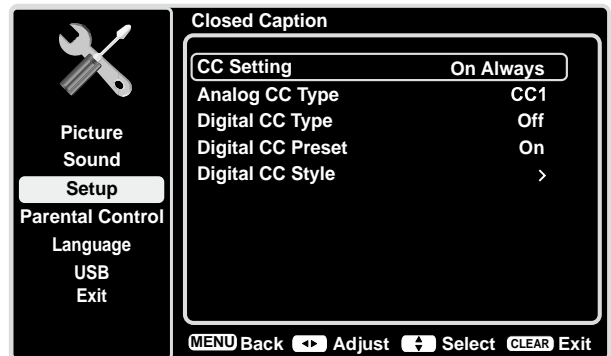 Closed Caption
CC Setting On Always
Analog CC Type CC1
Digital CC Type Off
Digital CC Preset On
Digital CC Style >
Picture
Sound
Setup
Parental Control
Language
USB
Exit
MENU Back Adjust Select CLEAR Exit